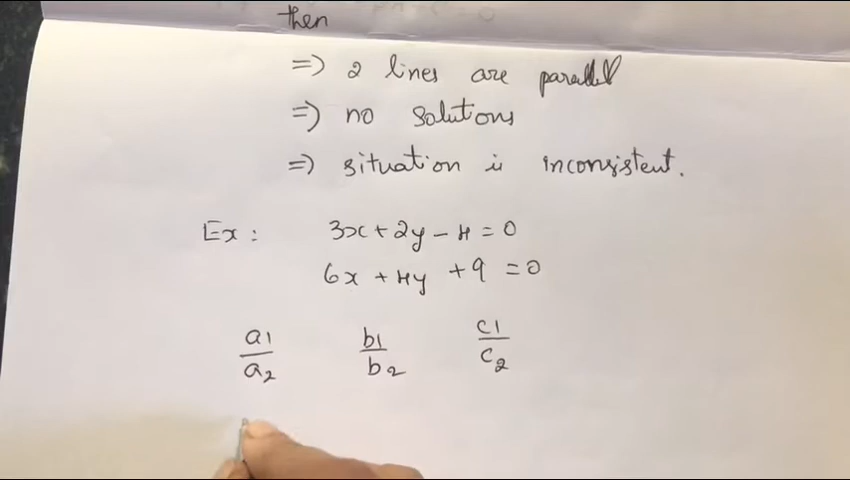 then
=> 2 lines are parallel
=> no solutions
=> situation is inconsistent.
Ex: 3x + 2y - 4 = 0
6x + 4y + 9 = 0
a1/a2 b1/b2 c1/c2